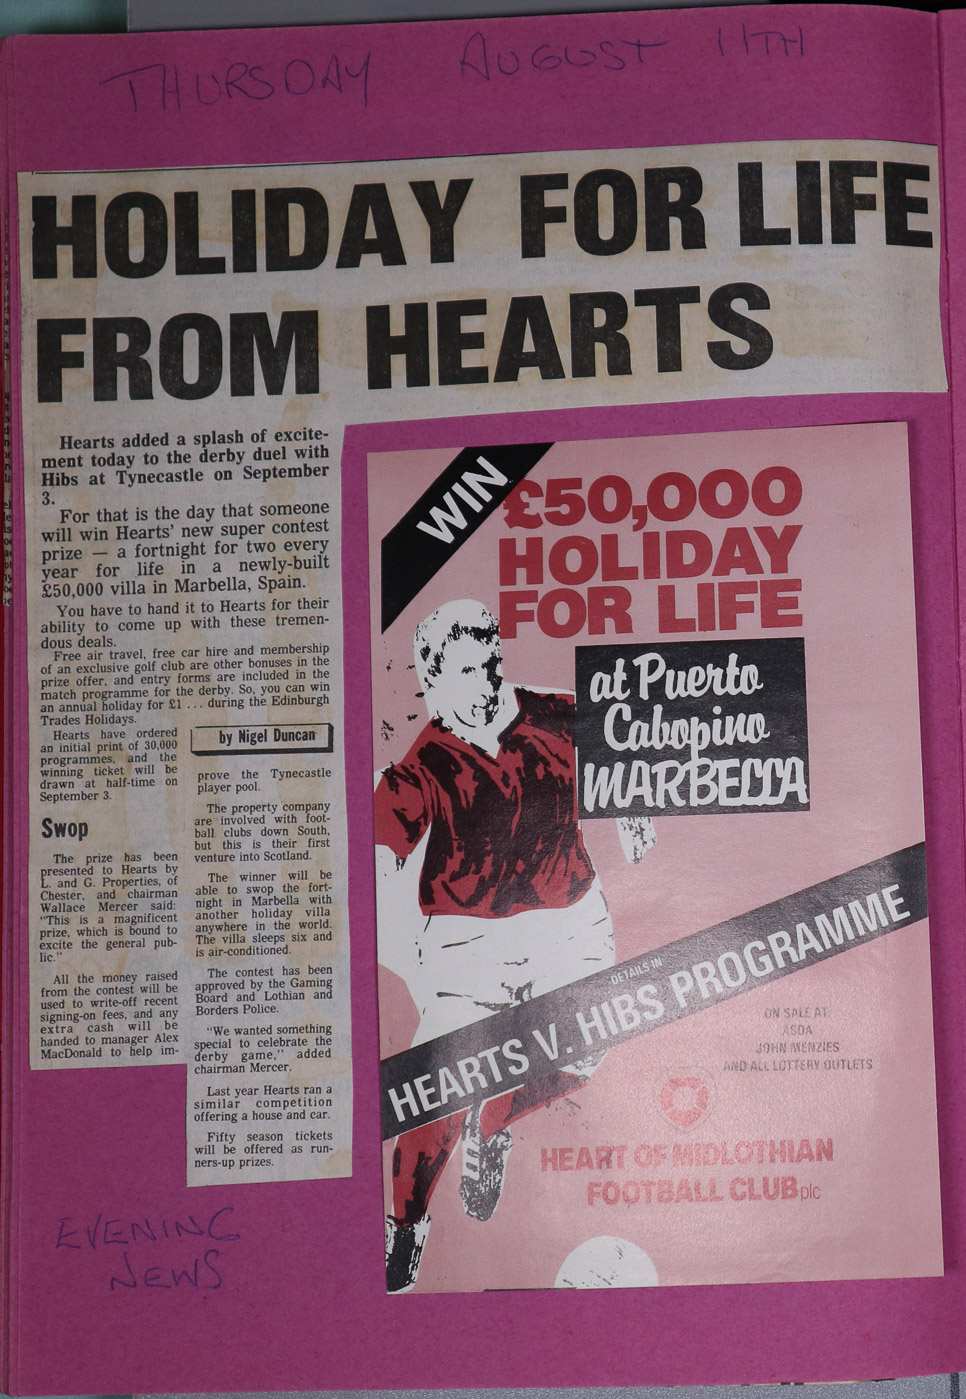 THURSDAY AUGUST 11TH
HOLIDAY FOR LIFE
FROM HEARTS
Hearts added a splash of excite-
ment today to the derby duel with
Hibs at Tynecastle on September
3.
For that is the day that someone
will win Hearts' new super contest
prize — a fortnight for two every
year for life in a newly-built
£50,000 villa in Marbella, Spain.
You have to hand it to Hearts for their
ability to come up with these tremen-
dous deals.
Free air travel, free car hire and membership
of an exclusive golf club are other bonuses in the
prize offer, and entry forms are included in the
match programme for the derby. So, you can win
an annual holiday for £1 . . . during the Edinburgh
Trades Holidays.
Hearts have ordered
an initial print of 30,000
programmes, and the
winning ticket will be
drawn at half-time on
September 3.
Swop
The prize has been
presented to Hearts by
L. and G. Properties, of
Chester, and chairman
Wallace Mercer said:
"This is a magnificent
prize, which is bound to
excite the general pub-
lic."
All the money raised
from the contest will be
used to write-off recent
signing-on fees, and any
extra cash will be
handed to manager Alex
MacDonald to help im-
by Nigel Duncan
prove the Tynecastle
player pool.
The property company
are involved with foot-
ball clubs down South,
but this is their first
venture into Scotland.
The winner will be
able to swop the fort-
night in Marbella with
another holiday villa
anywhere in the world.
The villa sleeps six and
is air-conditioned.
The contest has been
approved by the Gaming
Board and Lothian and
Borders Police.
"We wanted something
special to celebrate the
derby game," added
chairman Mercer.
Last year Hearts ran a
similar competition
offering a house and car.
Fifty season tickets
will be offered as run-
ners-up prizes.
WIN
£50,000
HOLIDAY
FOR LIFE
at Puerto
Cabopino
MARBELLA
DETAILS IN
HEARTS V. HIBS PROGRAMME
ON SALE AT
ASDA
JOHN MENZIES
AND ALL LOTTERY OUTLETS
HEART OF MIDLOTHIAN
FOOTBALL CLUB plc
EVENING
NEWS